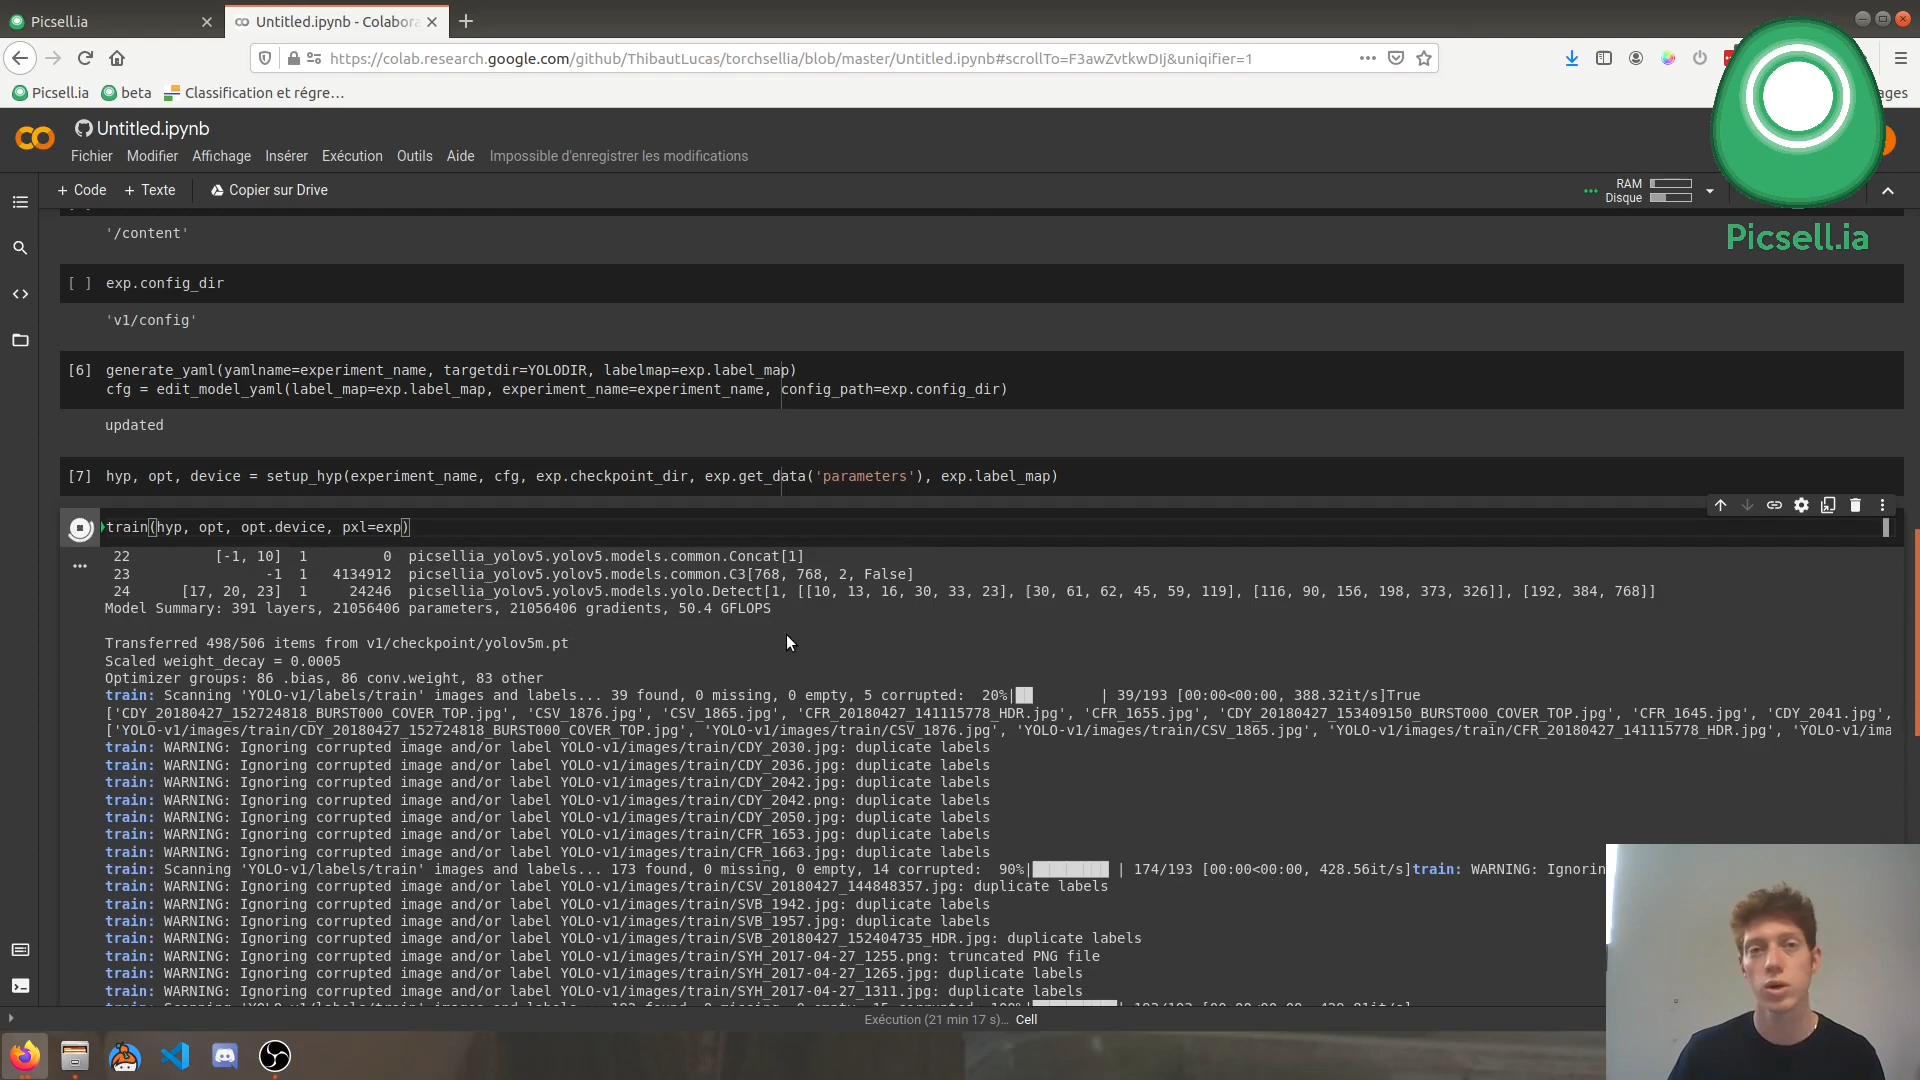 Picsell.ia
Untitled.ipynb - Colabora
https://colab.research.google.com/github/ThibautLucas/torchsellia/blob/master/Untitled.ipynb#scrollTo=F3awZvtkwDIj&uniqifier=1
Picsell.ia
beta
Classification et régre…
ages
Untitled.ipynb
Fichier Modifier Affichage Insérer Exécution Outils Aide Impossible d'enregistrer les modifications
+ Code + Texte Copier sur Drive
RAM
Disque
Picsell.ia
'/content'
[ ] exp.config_dir
'v1/config'
[6] generate_yaml(yamlname=experiment_name, targetdir=YOLODIR, labelmap=exp.label_map)
cfg = edit_model_yaml(label_map=exp.label_map, experiment_name=experiment_name, config_path=exp.config_dir)
updated
[7] hyp, opt, device = setup_hyp(experiment_name, cfg, exp.checkpoint_dir, exp.get_data('parameters'), exp.label_map)
train(hyp, opt, opt.device, pxl=exp)
22 [-1, 10] 1 0 picsellia_yolov5.yolov5.models.common.Concat[1]
23 -1 1 4134912 picsellia_yolov5.yolov5.models.common.C3[768, 768, 2, False]
24 [17, 20, 23] 1 24246 picsellia_yolov5.yolov5.models.yolo.Detect[1, [[10, 13, 16, 30, 33, 23], [30, 61, 62, 45, 59, 119], [116, 90, 156, 198, 373, 326]], [192, 384, 768]]
Model Summary: 391 layers, 21056406 parameters, 21056406 gradients, 50.4 GFLOPS
Transferred 498/506 items from v1/checkpoint/yolov5m.pt
Scaled weight_decay = 0.0005
Optimizer groups: 86 .bias, 86 conv.weight, 83 other
train: Scanning 'YOLO-v1/labels/train' images and labels... 39 found, 0 missing, 0 empty, 5 corrupted: 20%| | 39/193 [00:00<00:00, 388.32it/s]True
['CDY_20180427_152724818_BURST000_COVER_TOP.jpg', 'CSV_1876.jpg', 'CSV_1865.jpg', 'CFR_20180427_141115778_HDR.jpg', 'CFR_1655.jpg', 'CDY_20180427_153409150_BURST000_COVER_TOP.jpg', 'CFR_1645.jpg', 'CDY_2041.jpg',
['YOLO-v1/images/train/CDY_20180427_152724818_BURST000_COVER_TOP.jpg', 'YOLO-v1/images/train/CSV_1876.jpg', 'YOLO-v1/images/train/CSV_1865.jpg', 'YOLO-v1/images/train/CFR_20180427_141115778_HDR.jpg', 'YOLO-v1/ima
train: WARNING: Ignoring corrupted image and/or label YOLO-v1/images/train/CDY_2030.jpg: duplicate labels
train: WARNING: Ignoring corrupted image and/or label YOLO-v1/images/train/CDY_2036.jpg: duplicate labels
train: WARNING: Ignoring corrupted image and/or label YOLO-v1/images/train/CDY_2042.jpg: duplicate labels
train: WARNING: Ignoring corrupted image and/or label YOLO-v1/images/train/CDY_2042.png: duplicate labels
train: WARNING: Ignoring corrupted image and/or label YOLO-v1/images/train/CDY_2050.jpg: duplicate labels
train: WARNING: Ignoring corrupted image and/or label YOLO-v1/images/train/CFR_1653.jpg: duplicate labels
train: WARNING: Ignoring corrupted image and/or label YOLO-v1/images/train/CFR_1663.jpg: duplicate labels
train: Scanning 'YOLO-v1/labels/train' images and labels... 173 found, 0 missing, 0 empty, 14 corrupted: 90%| | 174/193 [00:00<00:00, 428.56it/s]train: WARNING: Ignorin
train: WARNING: Ignoring corrupted image and/or label YOLO-v1/images/train/CSV_20180427_144848357.jpg: duplicate labels
train: WARNING: Ignoring corrupted image and/or label YOLO-v1/images/train/SVB_1942.jpg: duplicate labels
train: WARNING: Ignoring corrupted image and/or label YOLO-v1/images/train/SVB_1957.jpg: duplicate labels
train: WARNING: Ignoring corrupted image and/or label YOLO-v1/images/train/SVB_20180427_152404735_HDR.jpg: duplicate labels
train: WARNING: Ignoring corrupted image and/or label YOLO-v1/images/train/SYH_2017-04-27_1255.png: truncated PNG file
train: WARNING: Ignoring corrupted image and/or label YOLO-v1/images/train/SYH_2017-04-27_1265.jpg: duplicate labels
train: WARNING: Ignoring corrupted image and/or label YOLO-v1/images/train/SYH_2017-04-27_1311.jpg: duplicate labels
Exécution (21 min 17 s)… Cell